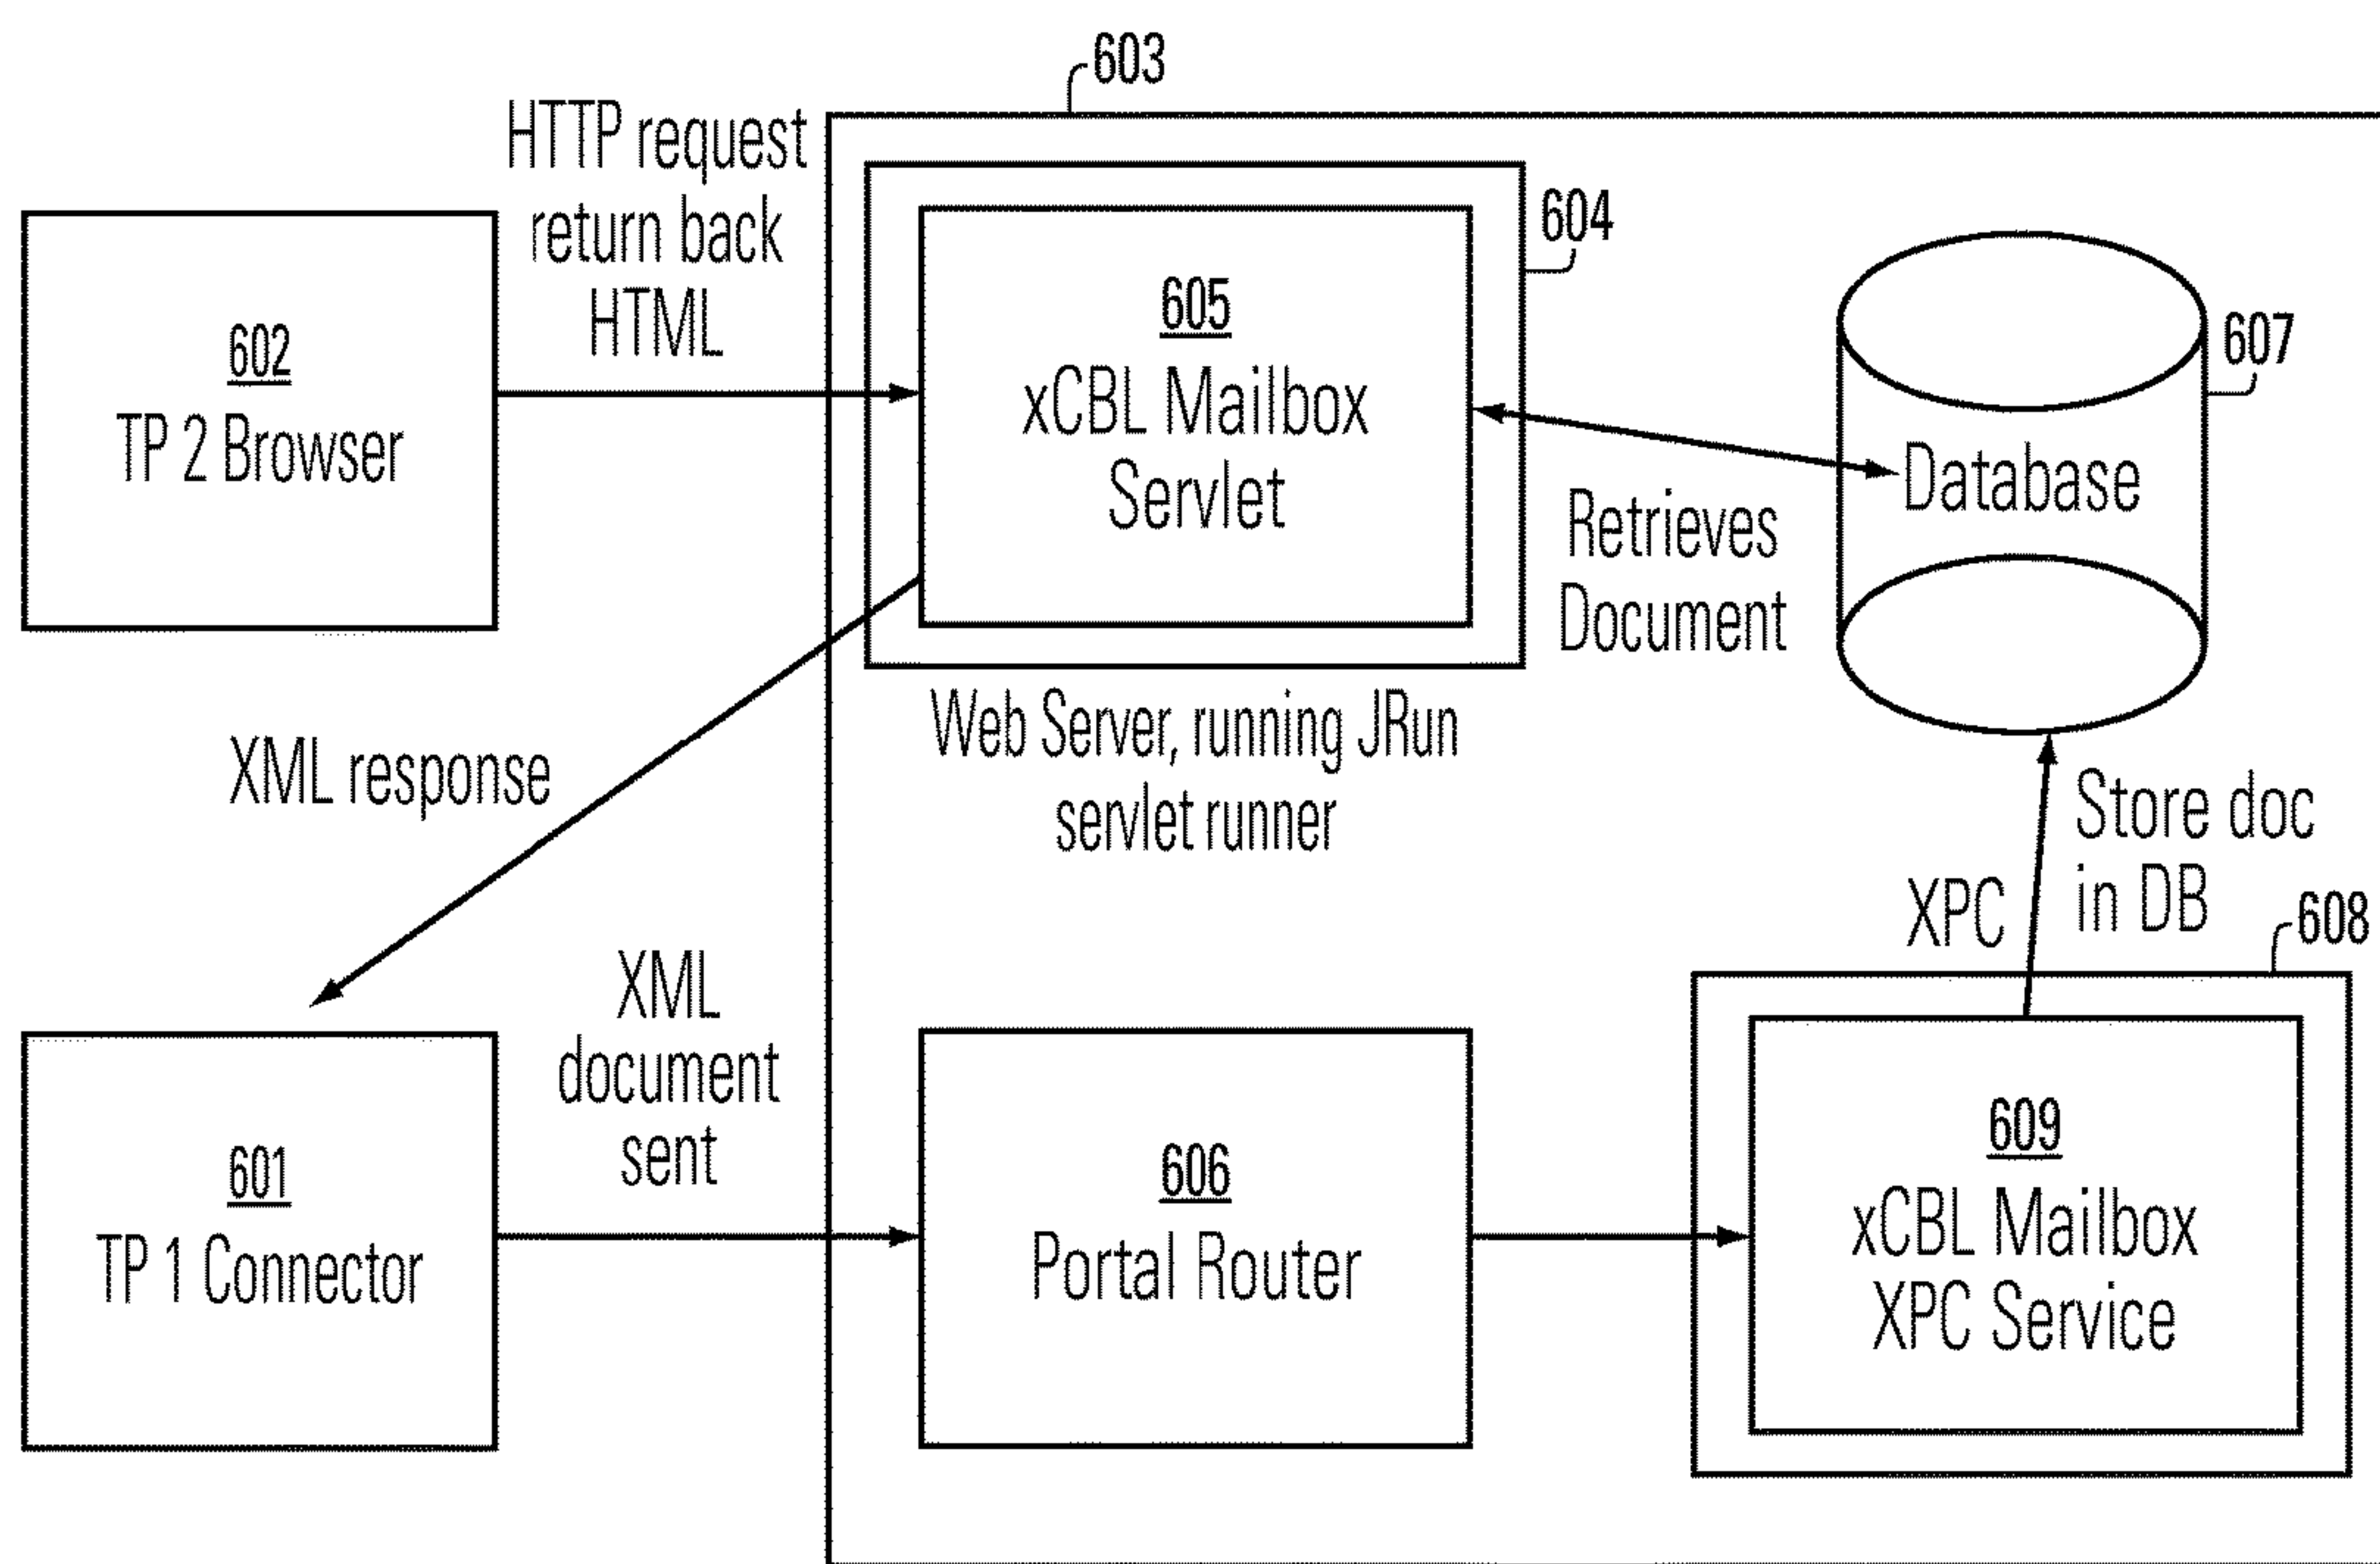 603
HTTP request
return back
HTML
604
602
TP 2 Browser
605
xCBL Mailbox
Servlet
607
Database
Retrieves
Document
Web Server, running JRun
servlet runner
XML response
Store doc
in DB
XPC
608
XML
document
sent
601
TP 1 Connector
606
Portal Router
609
xCBL Mailbox
XPC Service